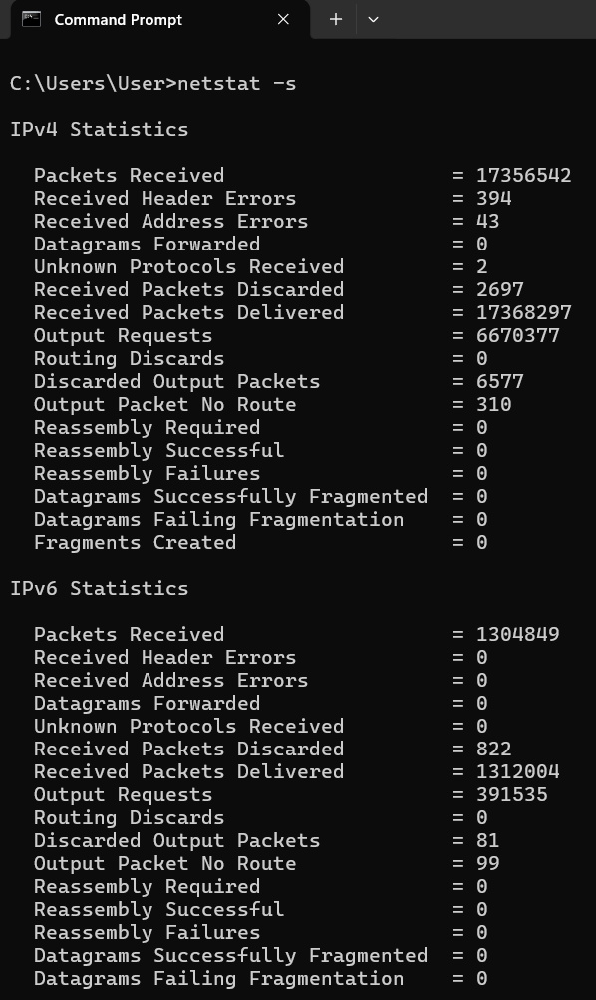 Command Prompt
C:\Users\User>netstat -s
IPv4 Statistics
Packets Received = 17356542
Received Header Errors = 394
Received Address Errors = 43
Datagrams Forwarded = 0
Unknown Protocols Received = 2
Received Packets Discarded = 2697
Received Packets Delivered = 17368297
Output Requests = 6670377
Routing Discards = 0
Discarded Output Packets = 6577
Output Packet No Route = 310
Reassembly Required = 0
Reassembly Successful = 0
Reassembly Failures = 0
Datagrams Successfully Fragmented = 0
Datagrams Failing Fragmentation = 0
Fragments Created = 0
IPv6 Statistics
Packets Received = 1304849
Received Header Errors = 0
Received Address Errors = 0
Datagrams Forwarded = 0
Unknown Protocols Received = 0
Received Packets Discarded = 822
Received Packets Delivered = 1312004
Output Requests = 391535
Routing Discards = 0
Discarded Output Packets = 81
Output Packet No Route = 99
Reassembly Required = 0
Reassembly Successful = 0
Reassembly Failures = 0
Datagrams Successfully Fragmented = 0
Datagrams Failing Fragmentation = 0